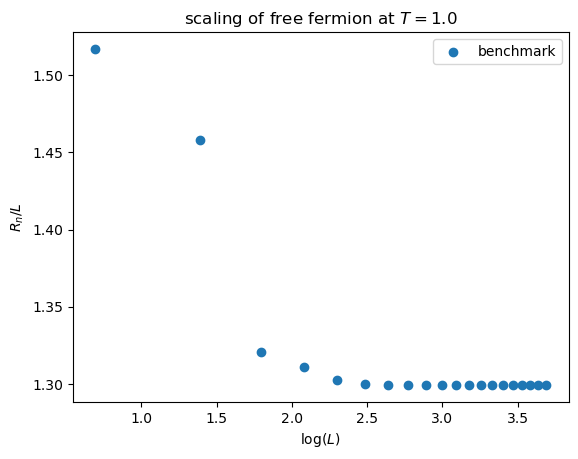 scaling of free fermion at T = 1.0
benchmark
R_n/L
1.50
1.45
1.40
1.35
1.30
1.0 1.5 2.0 2.5 3.0 3.5
log(L)